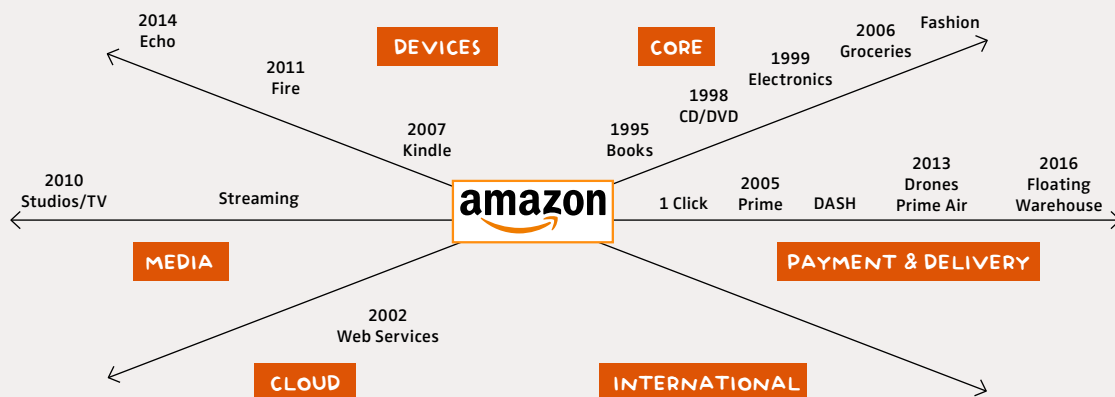 2014
Echo
DEVICES
2011
Fire
2007
Kindle
CORE
Fashion
2006
Groceries
1999
Electronics
1998
CD/DVD
1995
Books
2010
Studios/TV
Streaming
MEDIA
amazon
1 Click
2005
Prime
DASH
2013
Drones
Prime Air
2016
Floating
Warehouse
PAYMENT & DELIVERY
2002
Web Services
CLOUD
INTERNATIONAL